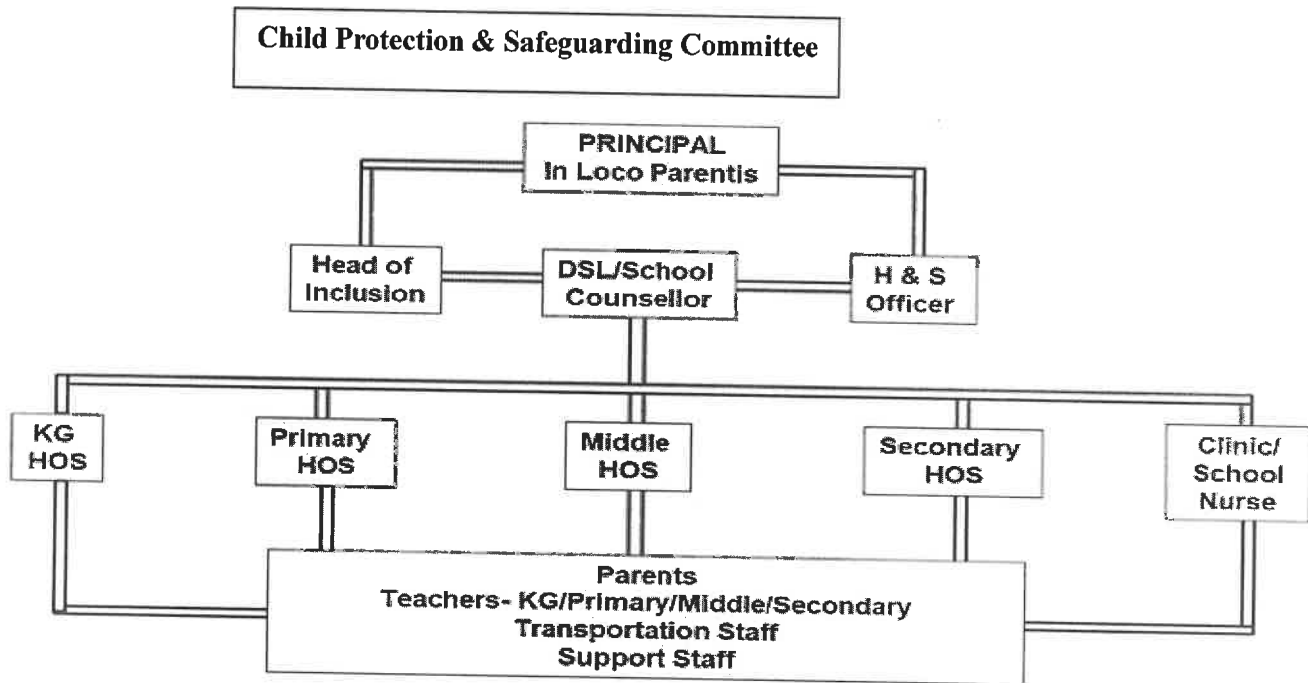 Child Protection & Safeguarding Committee
PRINCIPAL
In Loco Parentis
Head of
Inclusion
DSL/School
Counsellor
H & S
Officer
KG
HOS
Primary
HOS
Middle
HOS
Secondary
HOS
Clinic/
School
Nurse
Parents
Teachers- KG/Primary/Middle/Secondary
Transportation Staff
Support Staff